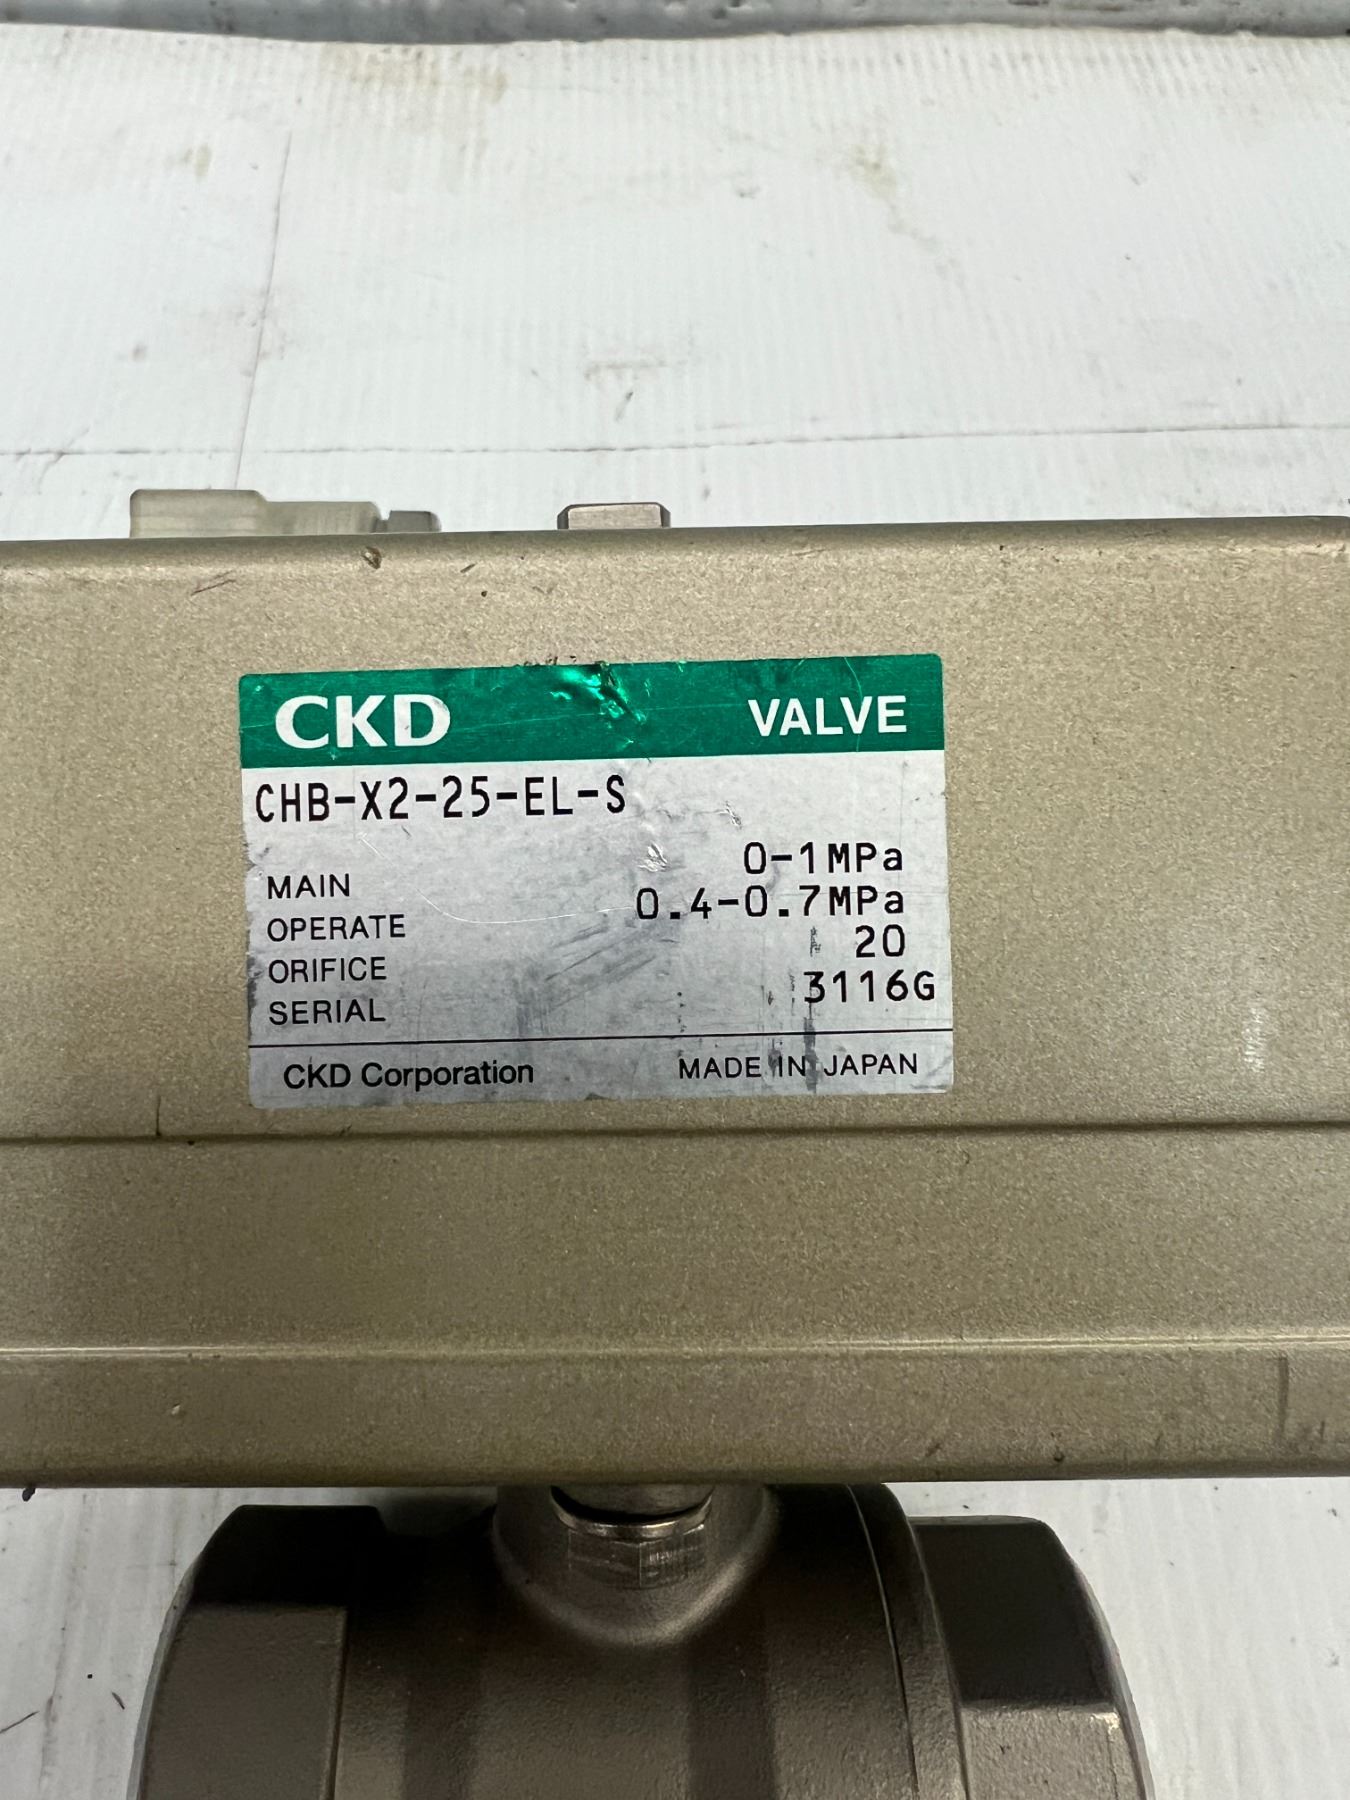 CKD VALVE
CHB-X2-25-EL-S
MAIN 0-1MPa
OPERATE 0.4-0.7MPa
ORIFICE 20
SERIAL 3116G
CKD Corporation MADE IN JAPAN